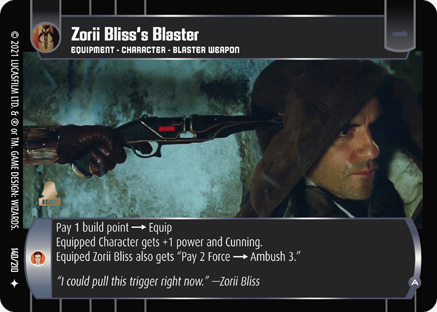 Zorii Bliss's Blaster
EQUIPMENT • CHARACTER • BLASTER WEAPON
© 2021 LUCASFILM LTD. & ® or TM. GAME DESIGN: WIZARDS.
140/210
Pay 1 build point → Equip
Equipped Character gets +1 power and Cunning.
Equiped Zorii Bliss also gets “Pay 2 Force → Ambush 3.”
“I could pull this trigger right now.” —Zorii Bliss
A